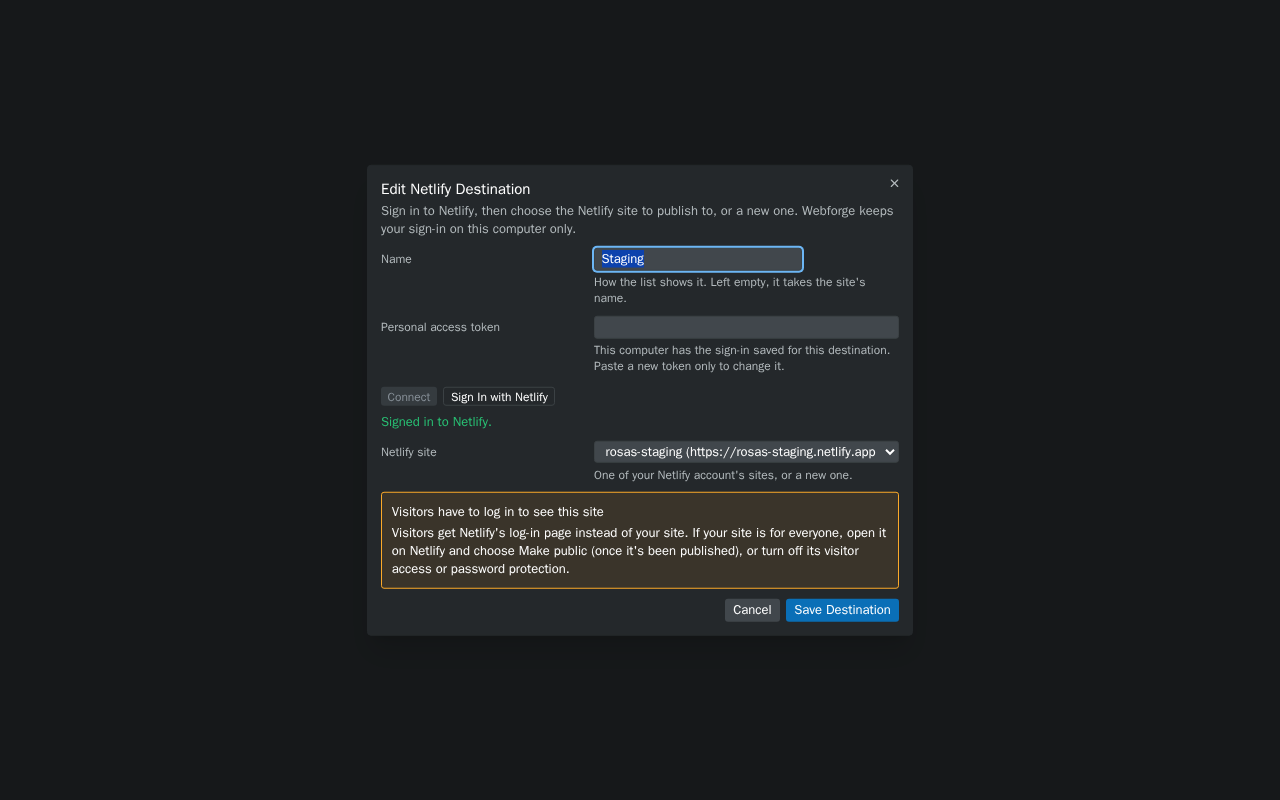 Edit Netlify Destination
Sign in to Netlify, then choose the Netlify site to publish to, or a new one. Webforge keeps
your sign-in on this computer only.
Name
Staging
How the list shows it. Left empty, it takes the site's
name.
Personal access token
This computer has the sign-in saved for this destination.
Paste a new token only to change it.
Connect
Sign In with Netlify
Signed in to Netlify.
Netlify site
rosas-staging (https://rosas-staging.netlify.app
One of your Netlify account's sites, or a new one.
Visitors have to log in to see this site
Visitors get Netlify's log-in page instead of your site. If your site is for everyone, open it
on Netlify and choose Make public (once it's been published), or turn off its visitor
access or password protection.
Cancel
Save Destination